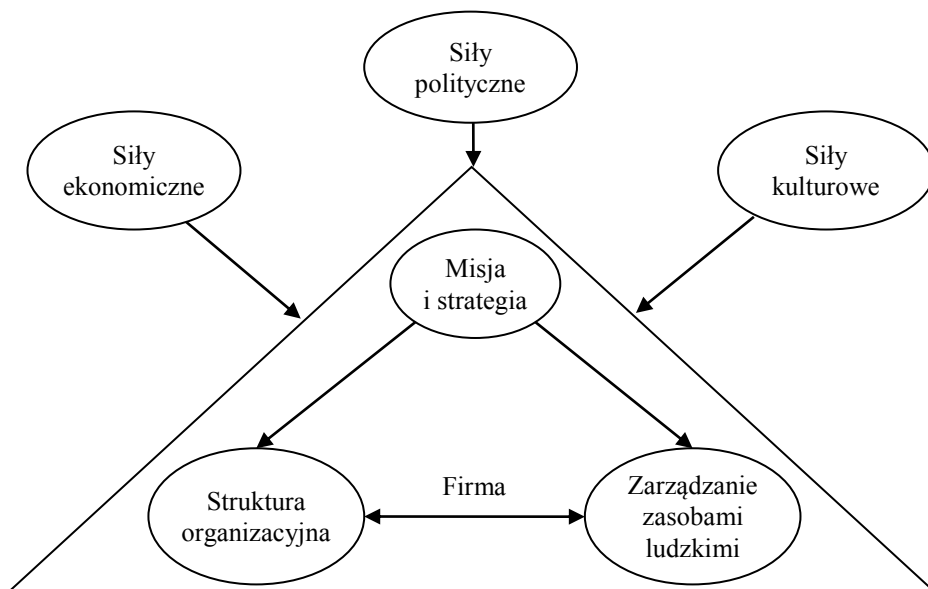 Siły
polityczne
Siły
ekonomiczne
Siły
kulturowe
Misja
i strategia
Struktura
organizacyjna
Firma
Zarządzanie
zasobami
ludzkimi